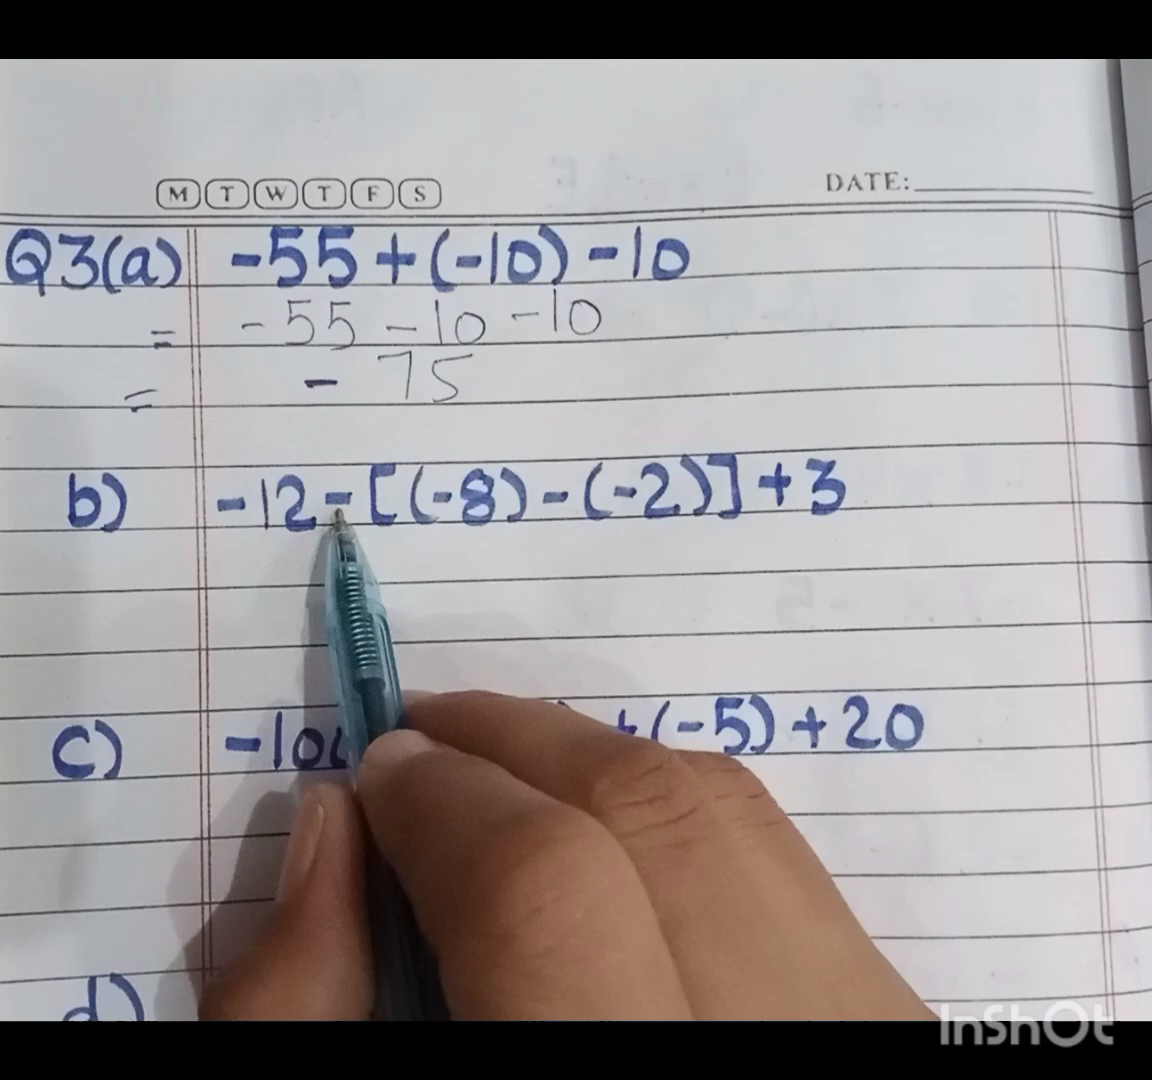 M T W T F S
DATE:
Q3(a) -55+(-10)-10
= -55-10-10
= - 75
b) -12-[(-8)-(-2)]+3
c) -10 +(-5)+20
d)
InShOt